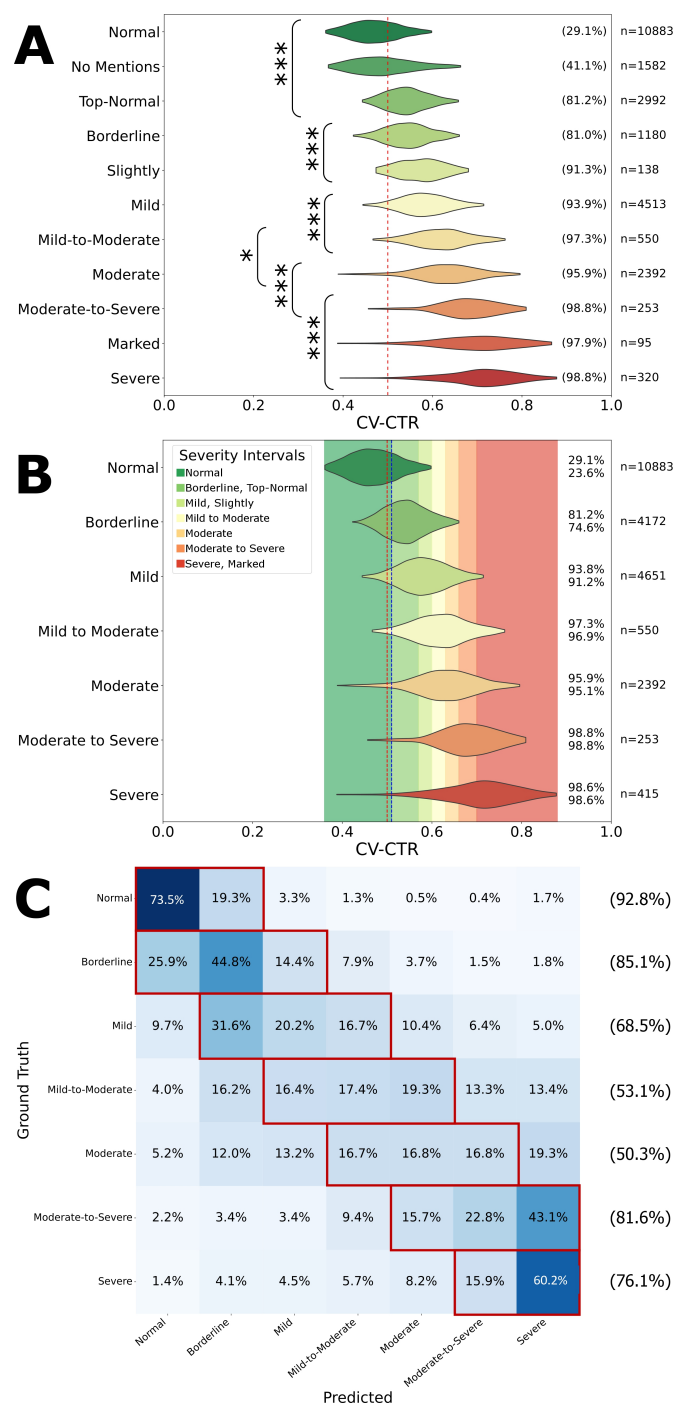 A
Normal (29.1%) n=10883
No Mentions (41.1%) n=1582
Top-Normal (81.2%) n=2992
Borderline (81.0%) n=1180
Slightly (91.3%) n=138
Mild (93.9%) n=4513
Mild-to-Moderate (97.3%) n=550
Moderate (95.9%) n=2392
Moderate-to-Severe (98.8%) n=253
Marked (97.9%) n=95
Severe (98.8%) n=320
***
***
***
*
***
***
0.0 0.2 0.4 0.6 0.8 1.0
CV-CTR
B
Severity Intervals
Normal
Borderline, Top-Normal
Mild, Slightly
Mild to Moderate
Moderate
Moderate to Severe
Severe, Marked
Normal 29.1% 23.6% n=10883
Borderline 81.2% 74.6% n=4172
Mild 93.8% 91.2% n=4651
Mild to Moderate 97.3% 96.9% n=550
Moderate 95.9% 95.1% n=2392
Moderate to Severe 98.8% 98.8% n=253
Severe 98.6% 98.6% n=415
0.0 0.2 0.4 0.6 0.8 1.0
CV-CTR
C
Ground Truth
Normal 73.5% 19.3% 3.3% 1.3% 0.5% 0.4% 1.7% (92.8%)
Borderline 25.9% 44.8% 14.4% 7.9% 3.7% 1.5% 1.8% (85.1%)
Mild 9.7% 31.6% 20.2% 16.7% 10.4% 6.4% 5.0% (68.5%)
Mild-to-Moderate 4.0% 16.2% 16.4% 17.4% 19.3% 13.3% 13.4% (53.1%)
Moderate 5.2% 12.0% 13.2% 16.7% 16.8% 16.8% 19.3% (50.3%)
Moderate-to-Severe 2.2% 3.4% 3.4% 9.4% 15.7% 22.8% 43.1% (81.6%)
Severe 1.4% 4.1% 4.5% 5.7% 8.2% 15.9% 60.2% (76.1%)
Normal Borderline Mild Mild-to-Moderate Moderate Moderate-to-Severe Severe
Predicted